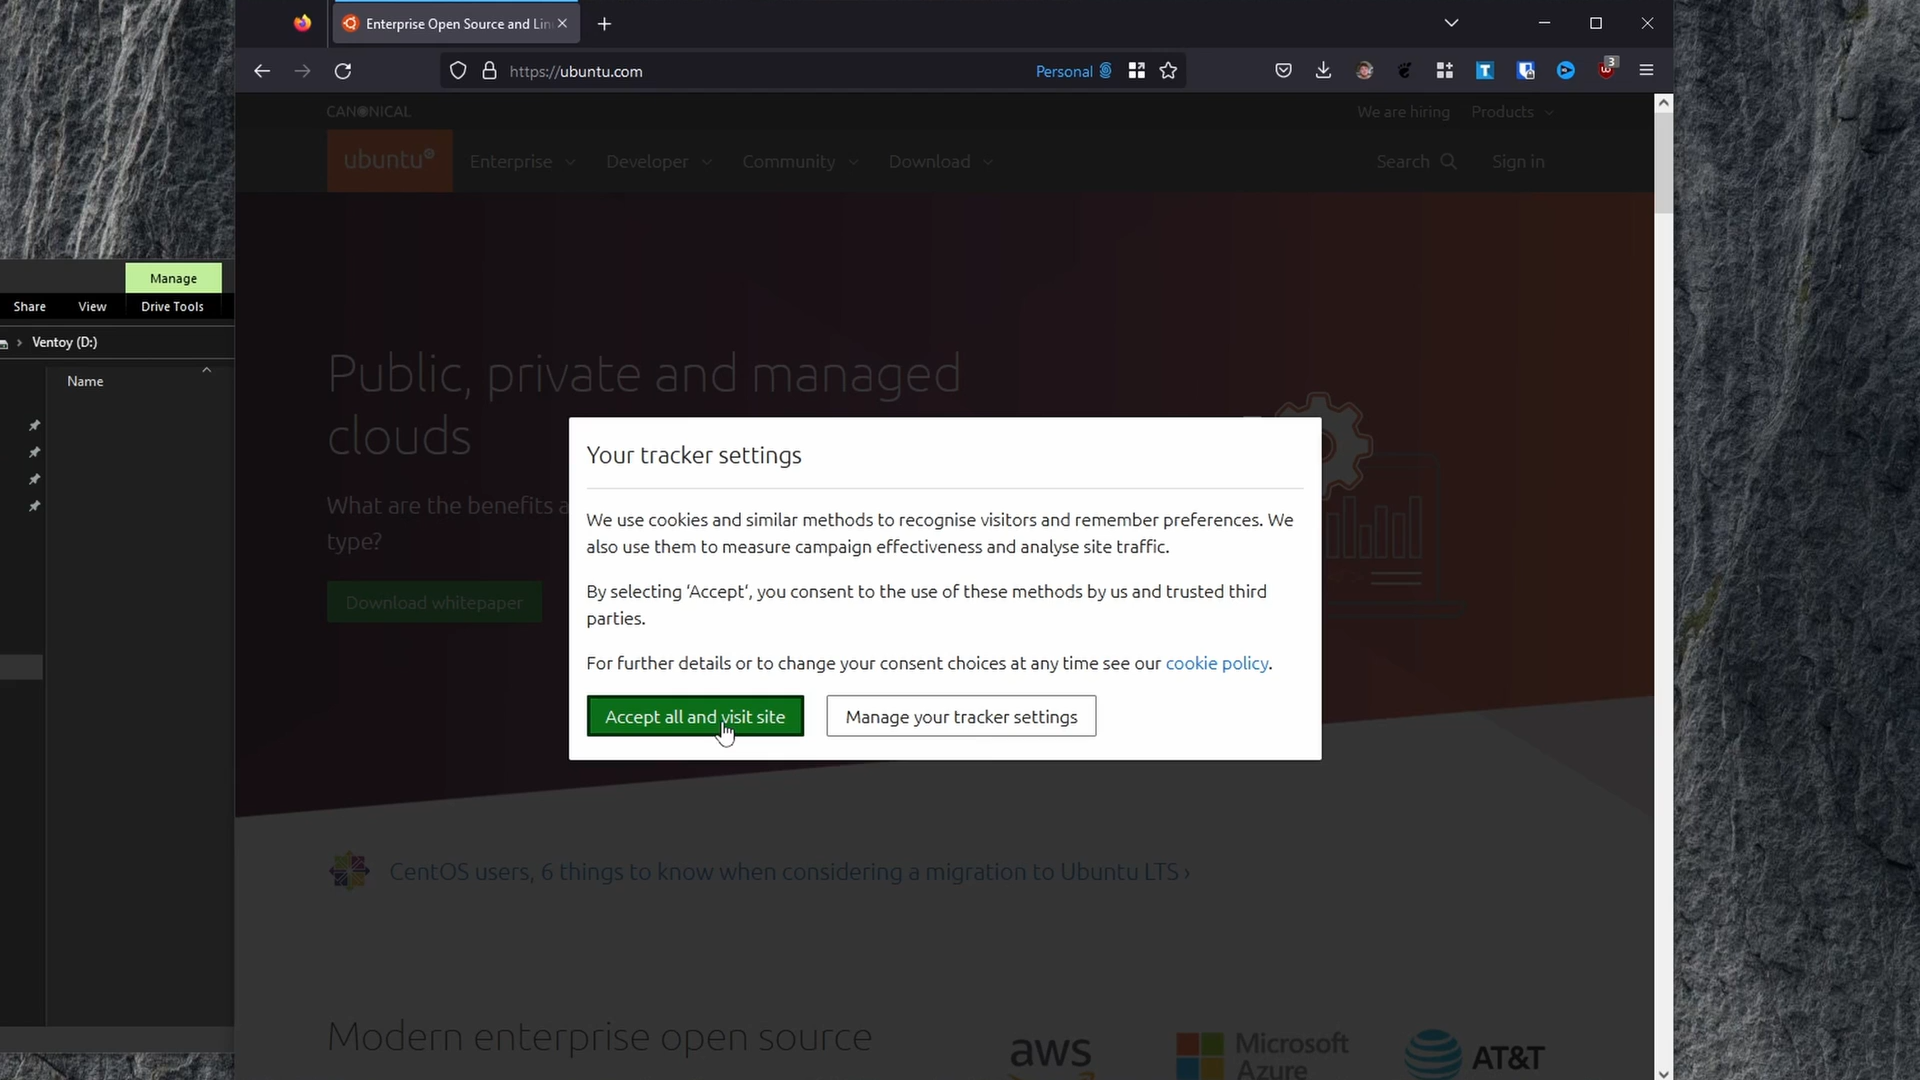 Enterprise Open Source and Lin
https://ubuntu.com
Personal
3
CANONICAL
We are hiring
Products
ubuntu
Enterprise
Developer
Community
Download
Search
Sign in
Manage
Share
View
Drive Tools
Ventoy (D:)
Name
Public, private and managed
clouds
What are the benefits a
type?
Download whitepaper
Your tracker settings
We use cookies and similar methods to recognise visitors and remember preferences. We
also use them to measure campaign effectiveness and analyse site traffic.
By selecting ‘Accept‘, you consent to the use of these methods by us and trusted third
parties.
For further details or to change your consent choices at any time see our cookie policy.
Accept all and visit site
Manage your tracker settings
CentOS users, 6 things to know when considering a migration to Ubuntu LTS ›
Modern enterprise open source
aws
Microsoft
Azure
AT&T